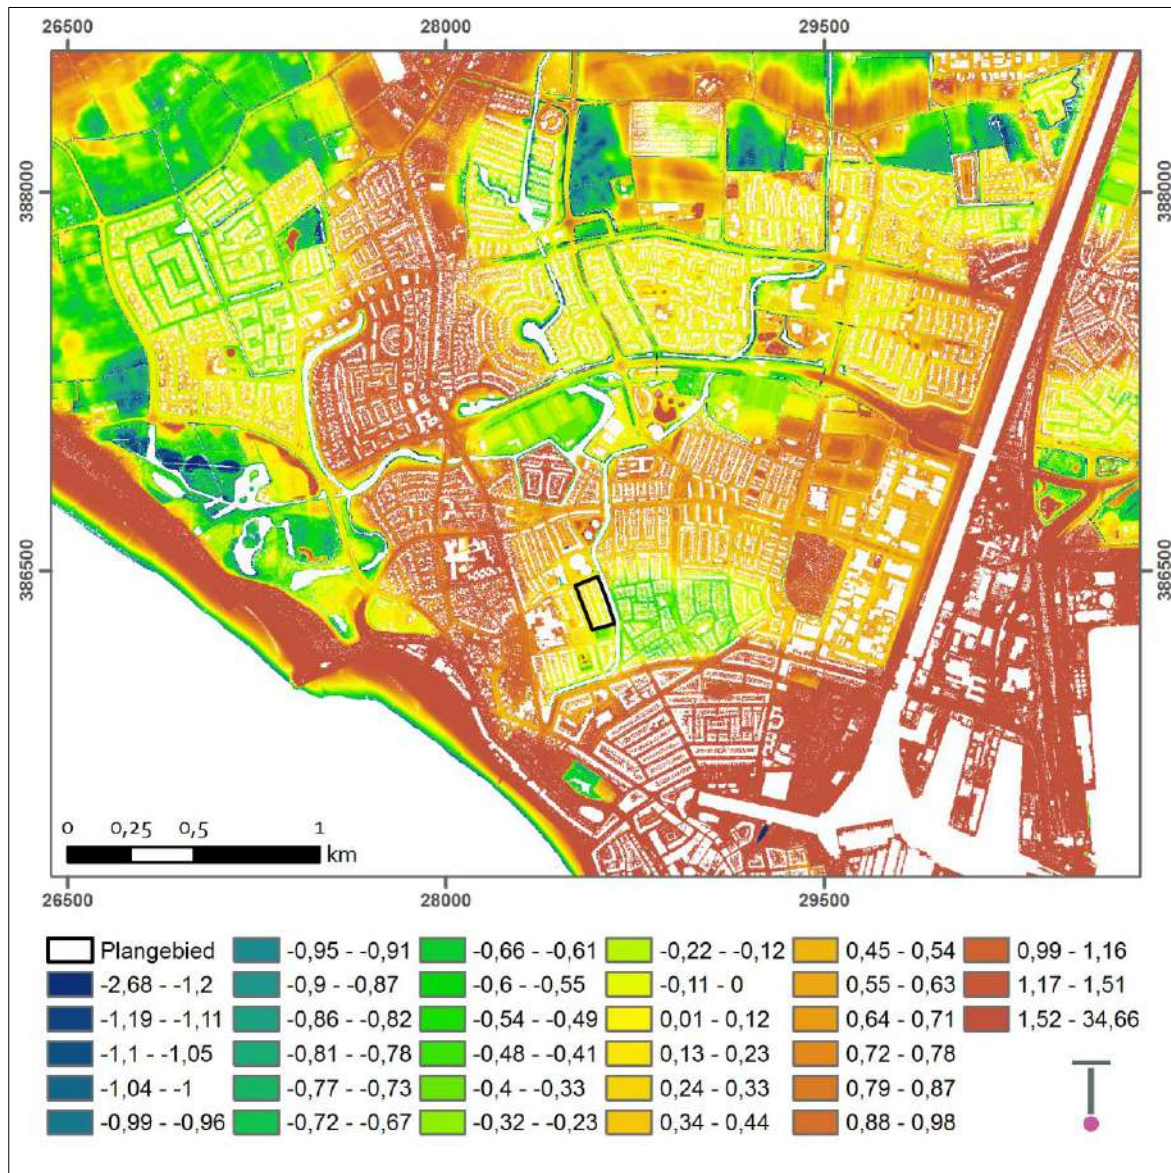 26500 28000 29500
388000 388000
386500 386500
0 0,25 0,5 1
km
26500 28000 29500
Plangebied -0,95 - -0,91 -0,66 - -0,61 -0,22 - -0,12 0,45 - 0,54 0,99 - 1,16
-2,68 - -1,2 -0,9 - -0,87 -0,6 - -0,55 -0,11 - 0 0,55 - 0,63 1,17 - 1,51
-1,19 - -1,11 -0,86 - -0,82 -0,54 - -0,49 0,01 - 0,12 0,64 - 0,71 1,52 - 34,66
-1,1 - -1,05 -0,81 - -0,78 -0,48 - -0,41 0,13 - 0,23 0,72 - 0,78
-1,04 - -1 -0,77 - -0,73 -0,4 - -0,33 0,24 - 0,33 0,79 - 0,87
-0,99 - -0,96 -0,72 - -0,67 -0,32 - -0,23 0,34 - 0,44 0,88 - 0,98